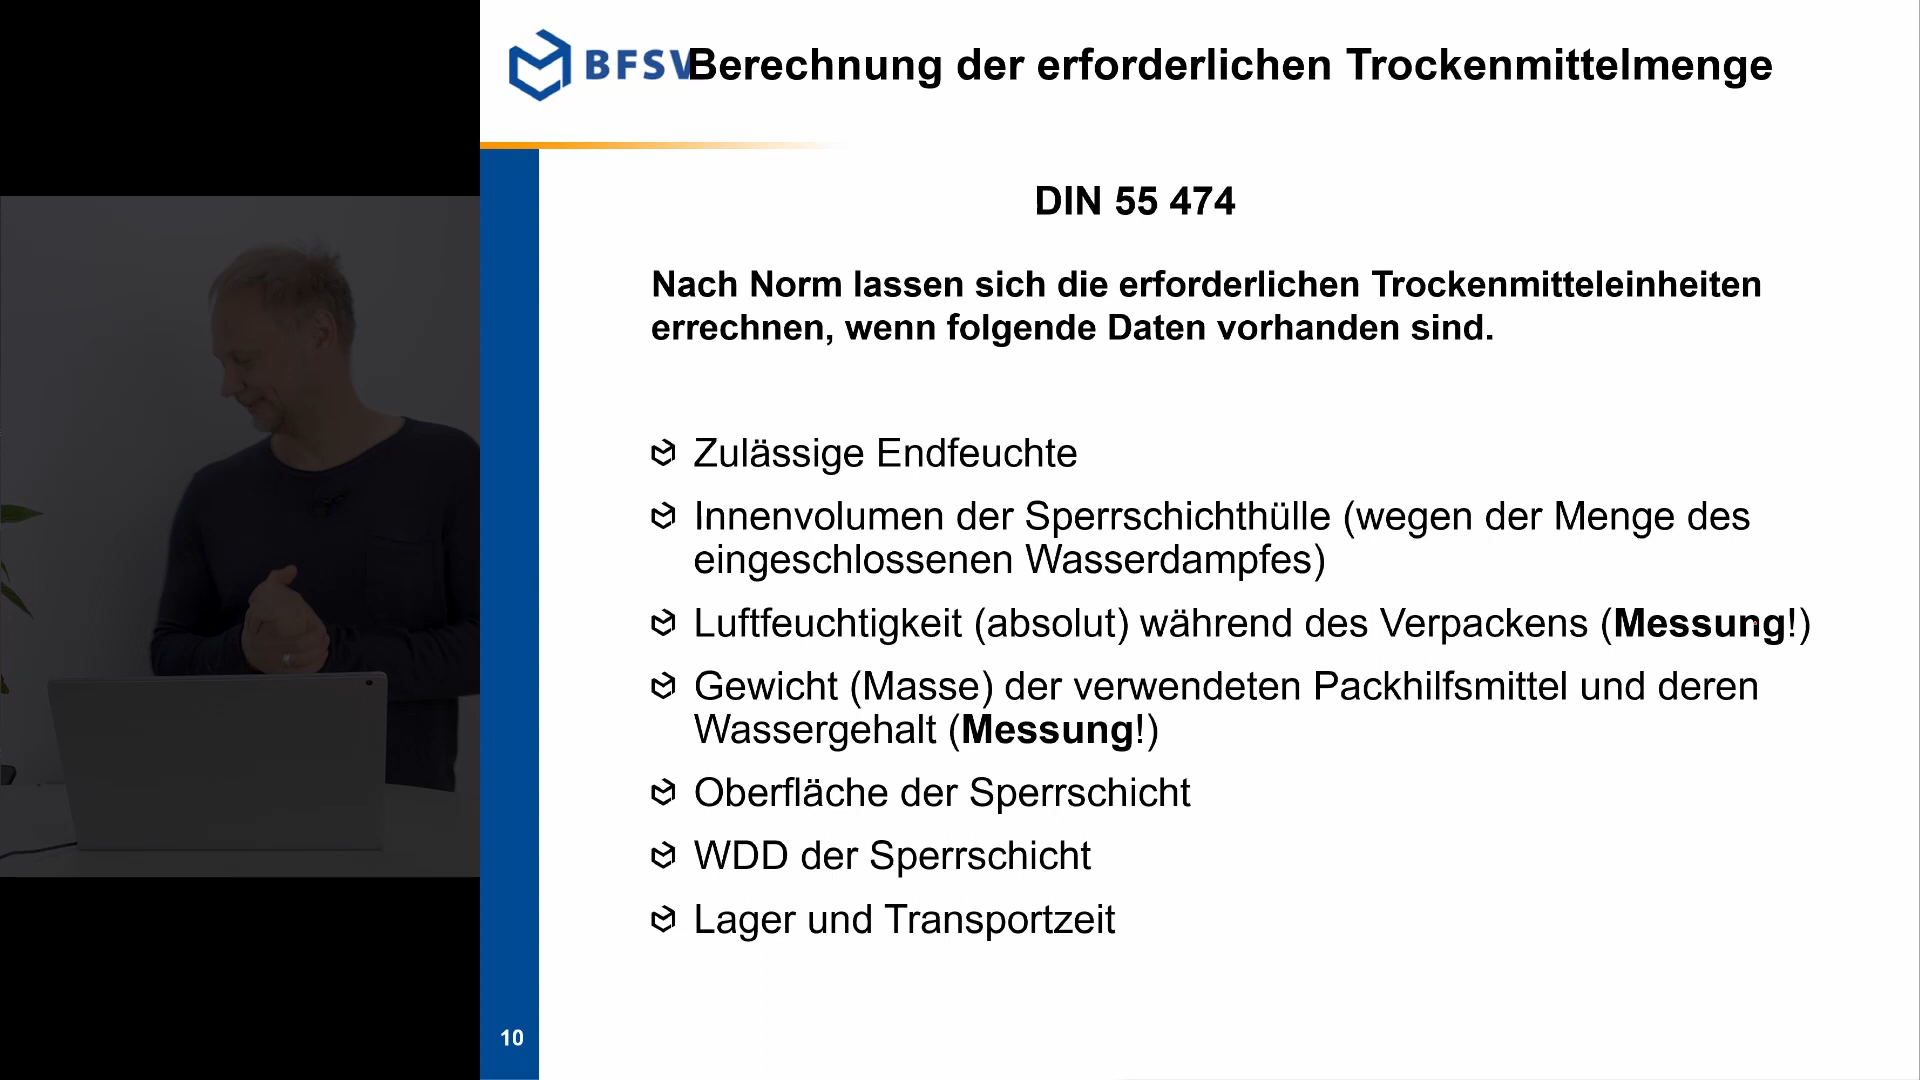 BFSV Berechnung der erforderlichen Trockenmittelmenge
DIN 55 474
Nach Norm lassen sich die erforderlichen Trockenmitteleinheiten
errechnen, wenn folgende Daten vorhanden sind.
Zulässige Endfeuchte
Innenvolumen der Sperrschichthülle (wegen der Menge des
eingeschlossenen Wasserdampfes)
Luftfeuchtigkeit (absolut) während des Verpackens (Messung!)
Gewicht (Masse) der verwendeten Packhilfsmittel und deren
Wassergehalt (Messung!)
Oberfläche der Sperrschicht
WDD der Sperrschicht
Lager und Transportzeit
10